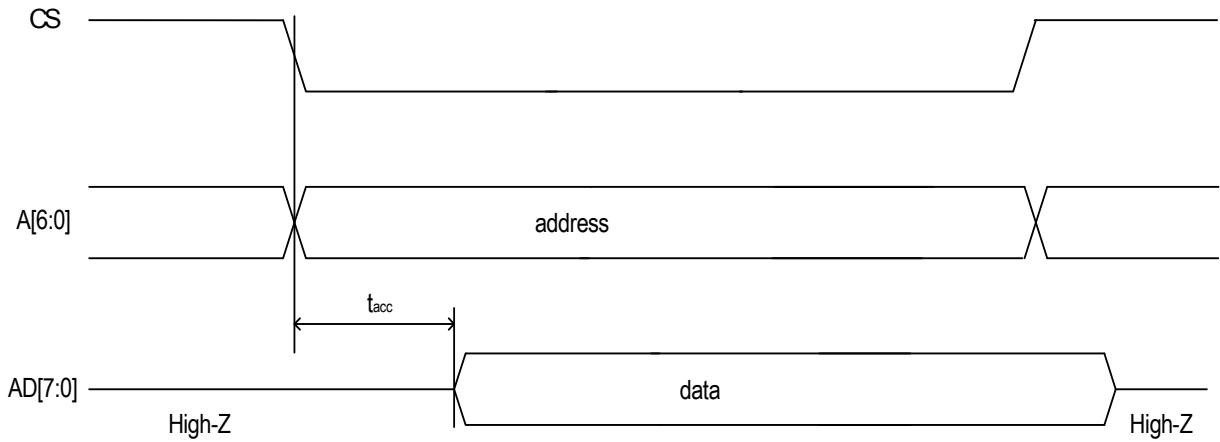 CS
A[6:0]
address
tacc
AD[7:0]
data
High-Z
High-Z